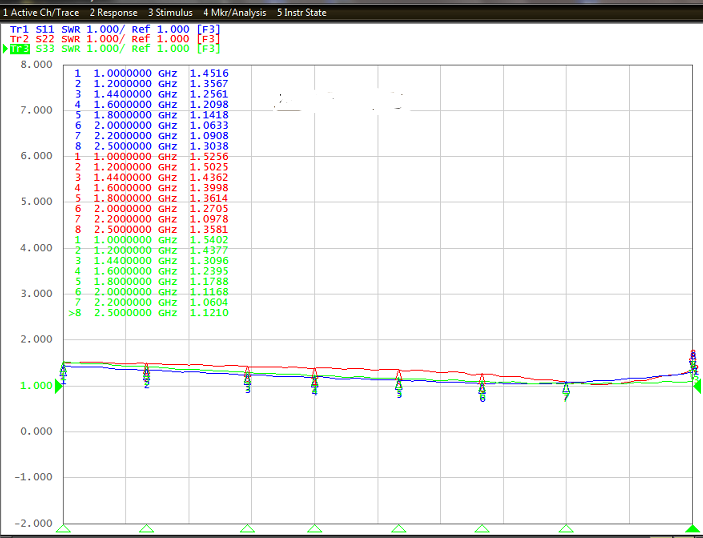 1 Active Ch/Trace 2 Response 3 Stimulus 4 Mkr/Analysis 5 Instr State
Tr1 S11 SWR 1.000/ Ref 1.000 [F3]
Tr2 S22 SWR 1.000/ Ref 1.000 [F3]
Tr3 S33 SWR 1.000/ Ref 1.000 [F3]
8.000
1 1.0000000 GHz 1.4516
2 1.2000000 GHz 1.3567
3 1.4400000 GHz 1.2561
4 1.6000000 GHz 1.2098
5 1.8000000 GHz 1.1418
6 2.0000000 GHz 1.0633
7 2.2000000 GHz 1.0908
8 2.5000000 GHz 1.3038
1 1.0000000 GHz 1.5256
2 1.2000000 GHz 1.5025
3 1.4400000 GHz 1.4362
4 1.6000000 GHz 1.3998
5 1.8000000 GHz 1.3614
6 2.0000000 GHz 1.2705
7 2.2000000 GHz 1.0978
8 2.5000000 GHz 1.3581
1 1.0000000 GHz 1.5402
2 1.2000000 GHz 1.4377
3 1.4400000 GHz 1.3096
4 1.6000000 GHz 1.2395
5 1.8000000 GHz 1.1788
6 2.0000000 GHz 1.1168
7 2.2000000 GHz 1.0604
>8 2.5000000 GHz 1.1210
7.000
6.000
5.000
4.000
3.000
2.000
1.000
1 2 3 4 5 6 7
0.000
-1.000
-2.000